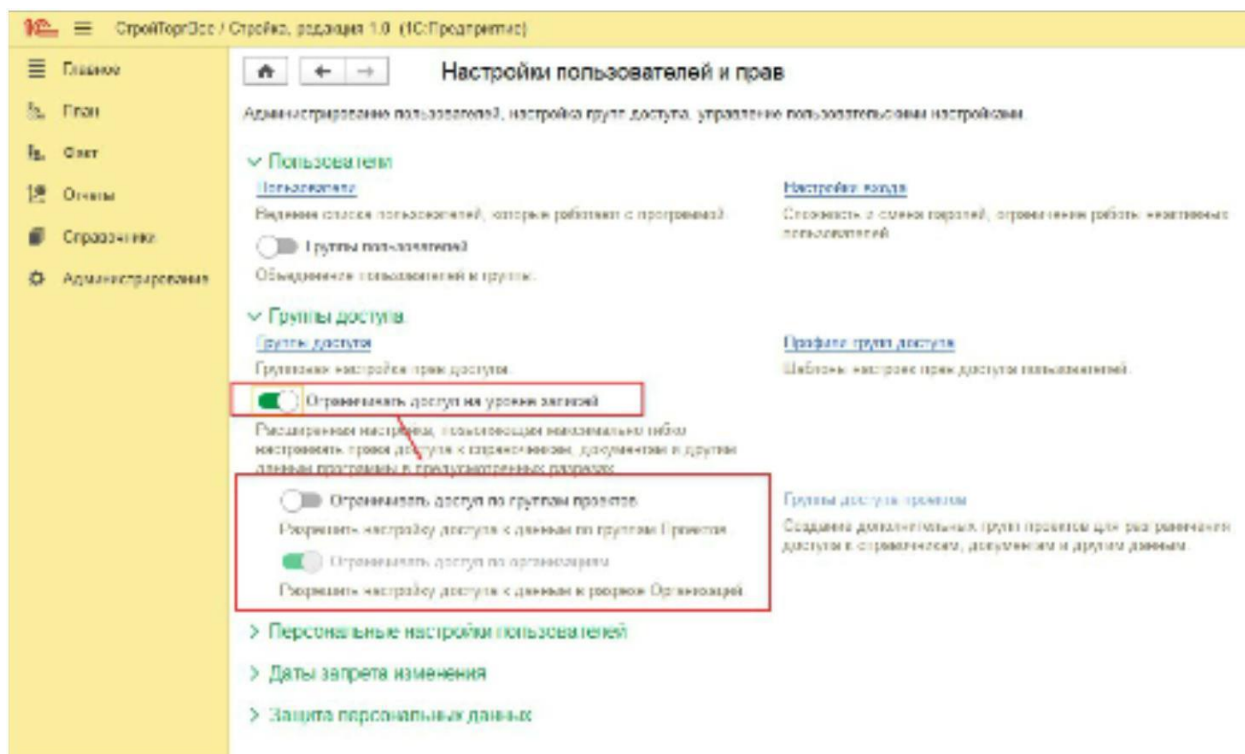 СтройТоргВсе / Стройка, редакция 1.0 (1С:Предприятие)
Главное
План
Факт
Отчеты
Справочники
Администрирование
Настройки пользователей и прав
Администрирование пользователей, настройка групп доступа, управление пользовательскими настройками.
Пользователи
Пользователи
Ведение списка пользователей, которые работают с программой.
Группы пользователей
Объединение пользователей в группы.
Настройки входа
Сложность и смена паролей, ограничение работы неактивных
пользователей.
Группы доступа
Группы доступа
Групповая настройка прав доступа.
Профили групп доступа
Шаблоны настроек прав доступа пользователей.
Ограничивать доступ на уровне записей
Расширенная настройка, позволяющая максимально гибко
настраивать права доступа к справочникам, документам и другим
данным программы в предусмотренных разрезах.
Ограничивать доступ по группам проектов
Разрешить настройку доступа к данным по группам Проектов.
Группы доступа проектов
Создание дополнительных групп проектов для разграничения
доступа к справочникам, документам и другим данным.
Ограничивать доступ по организациям
Разрешить настройку доступа к данным в разрезе Организаций.
Персональные настройки пользователей
Даты запрета изменения
Защита персональных данных